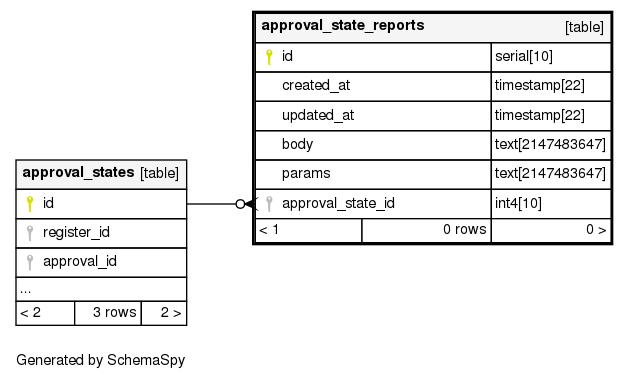 approval_state_reports [table]
id serial[10]
created_at timestamp[22]
updated_at timestamp[22]
body text[2147483647]
params text[2147483647]
approval_state_id int4[10]
< 1 0 rows 0 >
approval_states [table]
id
register_id
approval_id
...
< 2 3 rows 2 >
Generated by SchemaSpy